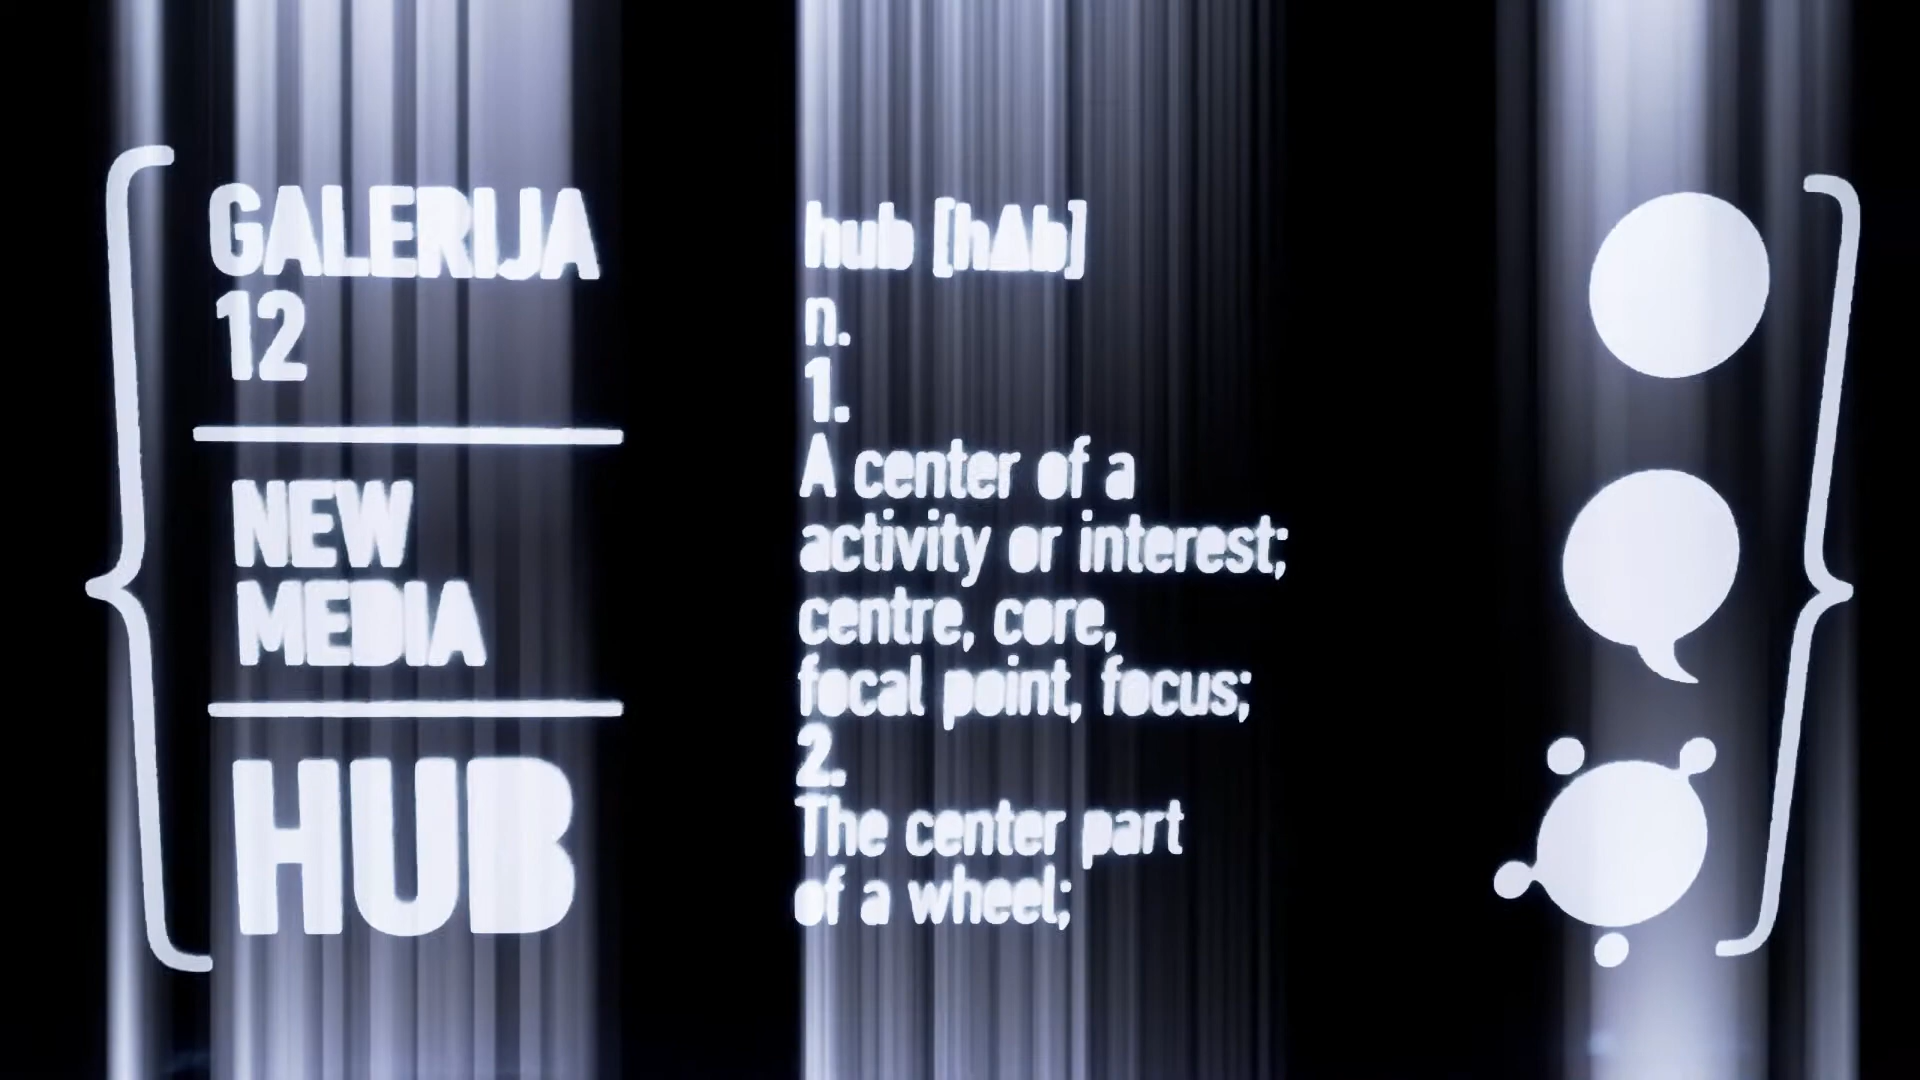 GALERIJA
12
NEW
MEDIA
HUB
hub [hΔb]
n.
1.
A center of a
activity or interest;
centre, core,
focal point, focus;
2.
The center part
of a wheel;